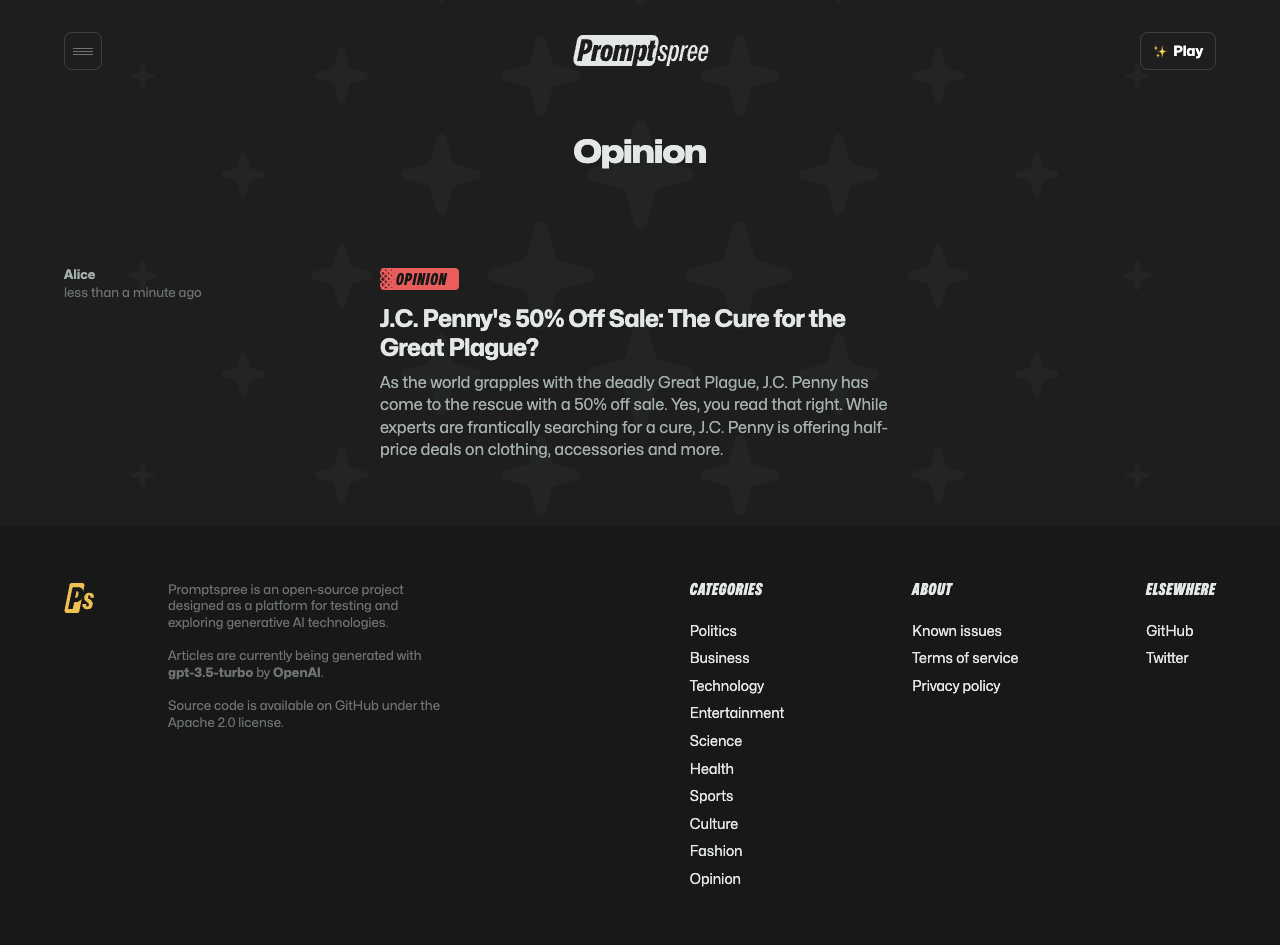 Promptspree
✨ Play
Opinion
Alice
less than a minute ago
OPINION
J.C. Penny's 50% Off Sale: The Cure for the
Great Plague?
As the world grapples with the deadly Great Plague, J.C. Penny has
come to the rescue with a 50% off sale. Yes, you read that right. While
experts are frantically searching for a cure, J.C. Penny is offering half-
price deals on clothing, accessories and more.
Ps
Promptspree is an open-source project
designed as a platform for testing and
exploring generative AI technologies.
Articles are currently being generated with
gpt-3.5-turbo by OpenAI.
Source code is available on GitHub under the
Apache 2.0 license.
CATEGORIES
Politics
Business
Technology
Entertainment
Science
Health
Sports
Culture
Fashion
Opinion
ABOUT
Known issues
Terms of service
Privacy policy
ELSEWHERE
GitHub
Twitter